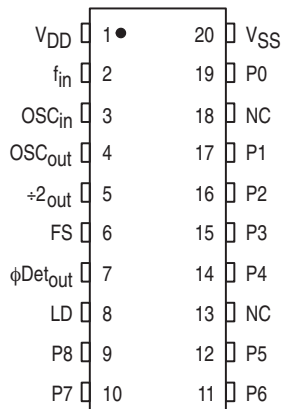 VDD 1 20 VSS
fin 2 19 P0
OSCin 3 18 NC
OSCout 4 17 P1
÷2out 5 16 P2
FS 6 15 P3
ϕDetout 7 14 P4
LD 8 13 NC
P8 9 12 P5
P7 10 11 P6